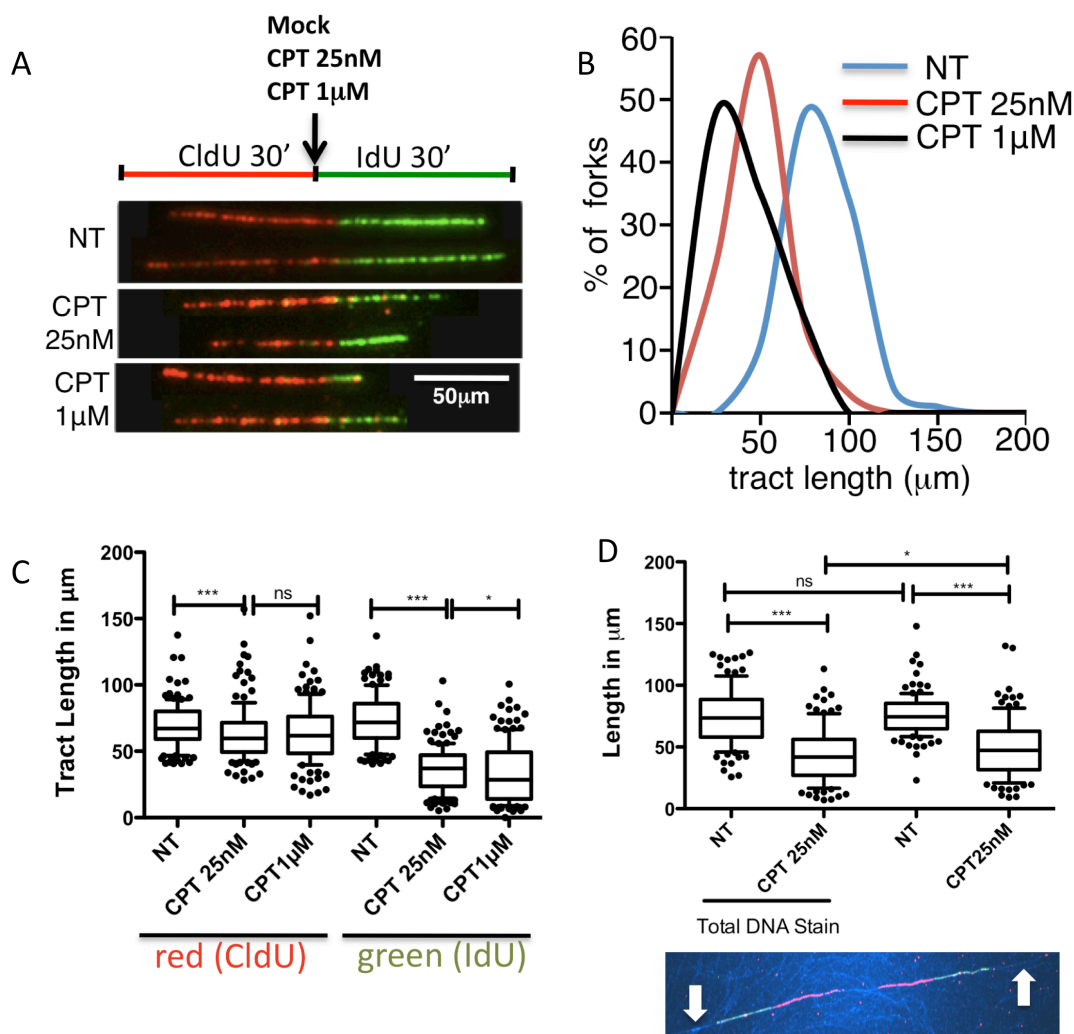 A
Mock
CPT 25nM
CPT 1μM
CldU 30'
IdU 30'
NT
CPT
25nM
CPT
1μM
50μm
B
60
50
40
30
20
10
0
% of forks
50
100
150
200
tract length (μm)
NT
CPT 25nM
CPT 1μM
C
Tract Length in μm
200
150
100
50
0
***
ns
***
*
NT
CPT 25nM
CPT1μM
NT
CPT 25nM
CPT1μM
red (CldU)
green (IdU)
D
Length in μm
200
150
100
50
0
*
ns
***
***
NT
CPT 25nM
NT
CPT25nM
Total DNA Stain